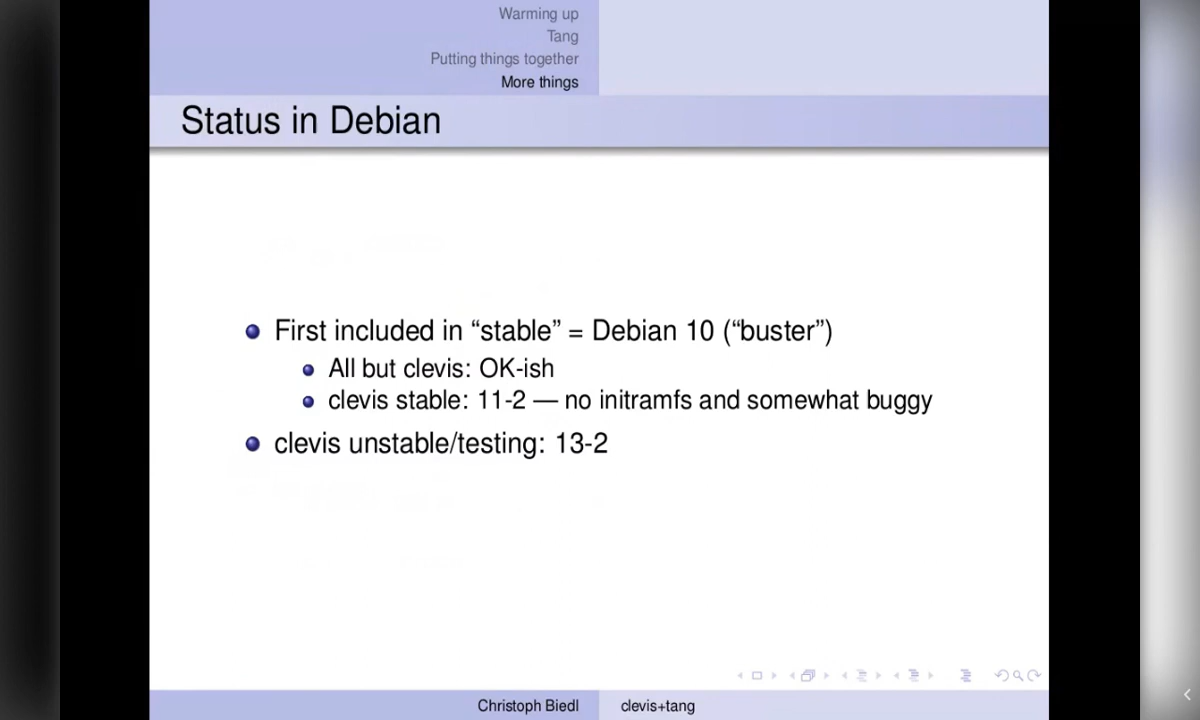 Warming up
Tang
Putting things together
More things
Status in Debian
First included in “stable” = Debian 10 (“buster”)
All but clevis: OK-ish
clevis stable: 11-2 — no initramfs and somewhat buggy
clevis unstable/testing: 13-2
Christoph Biedl
clevis+tang